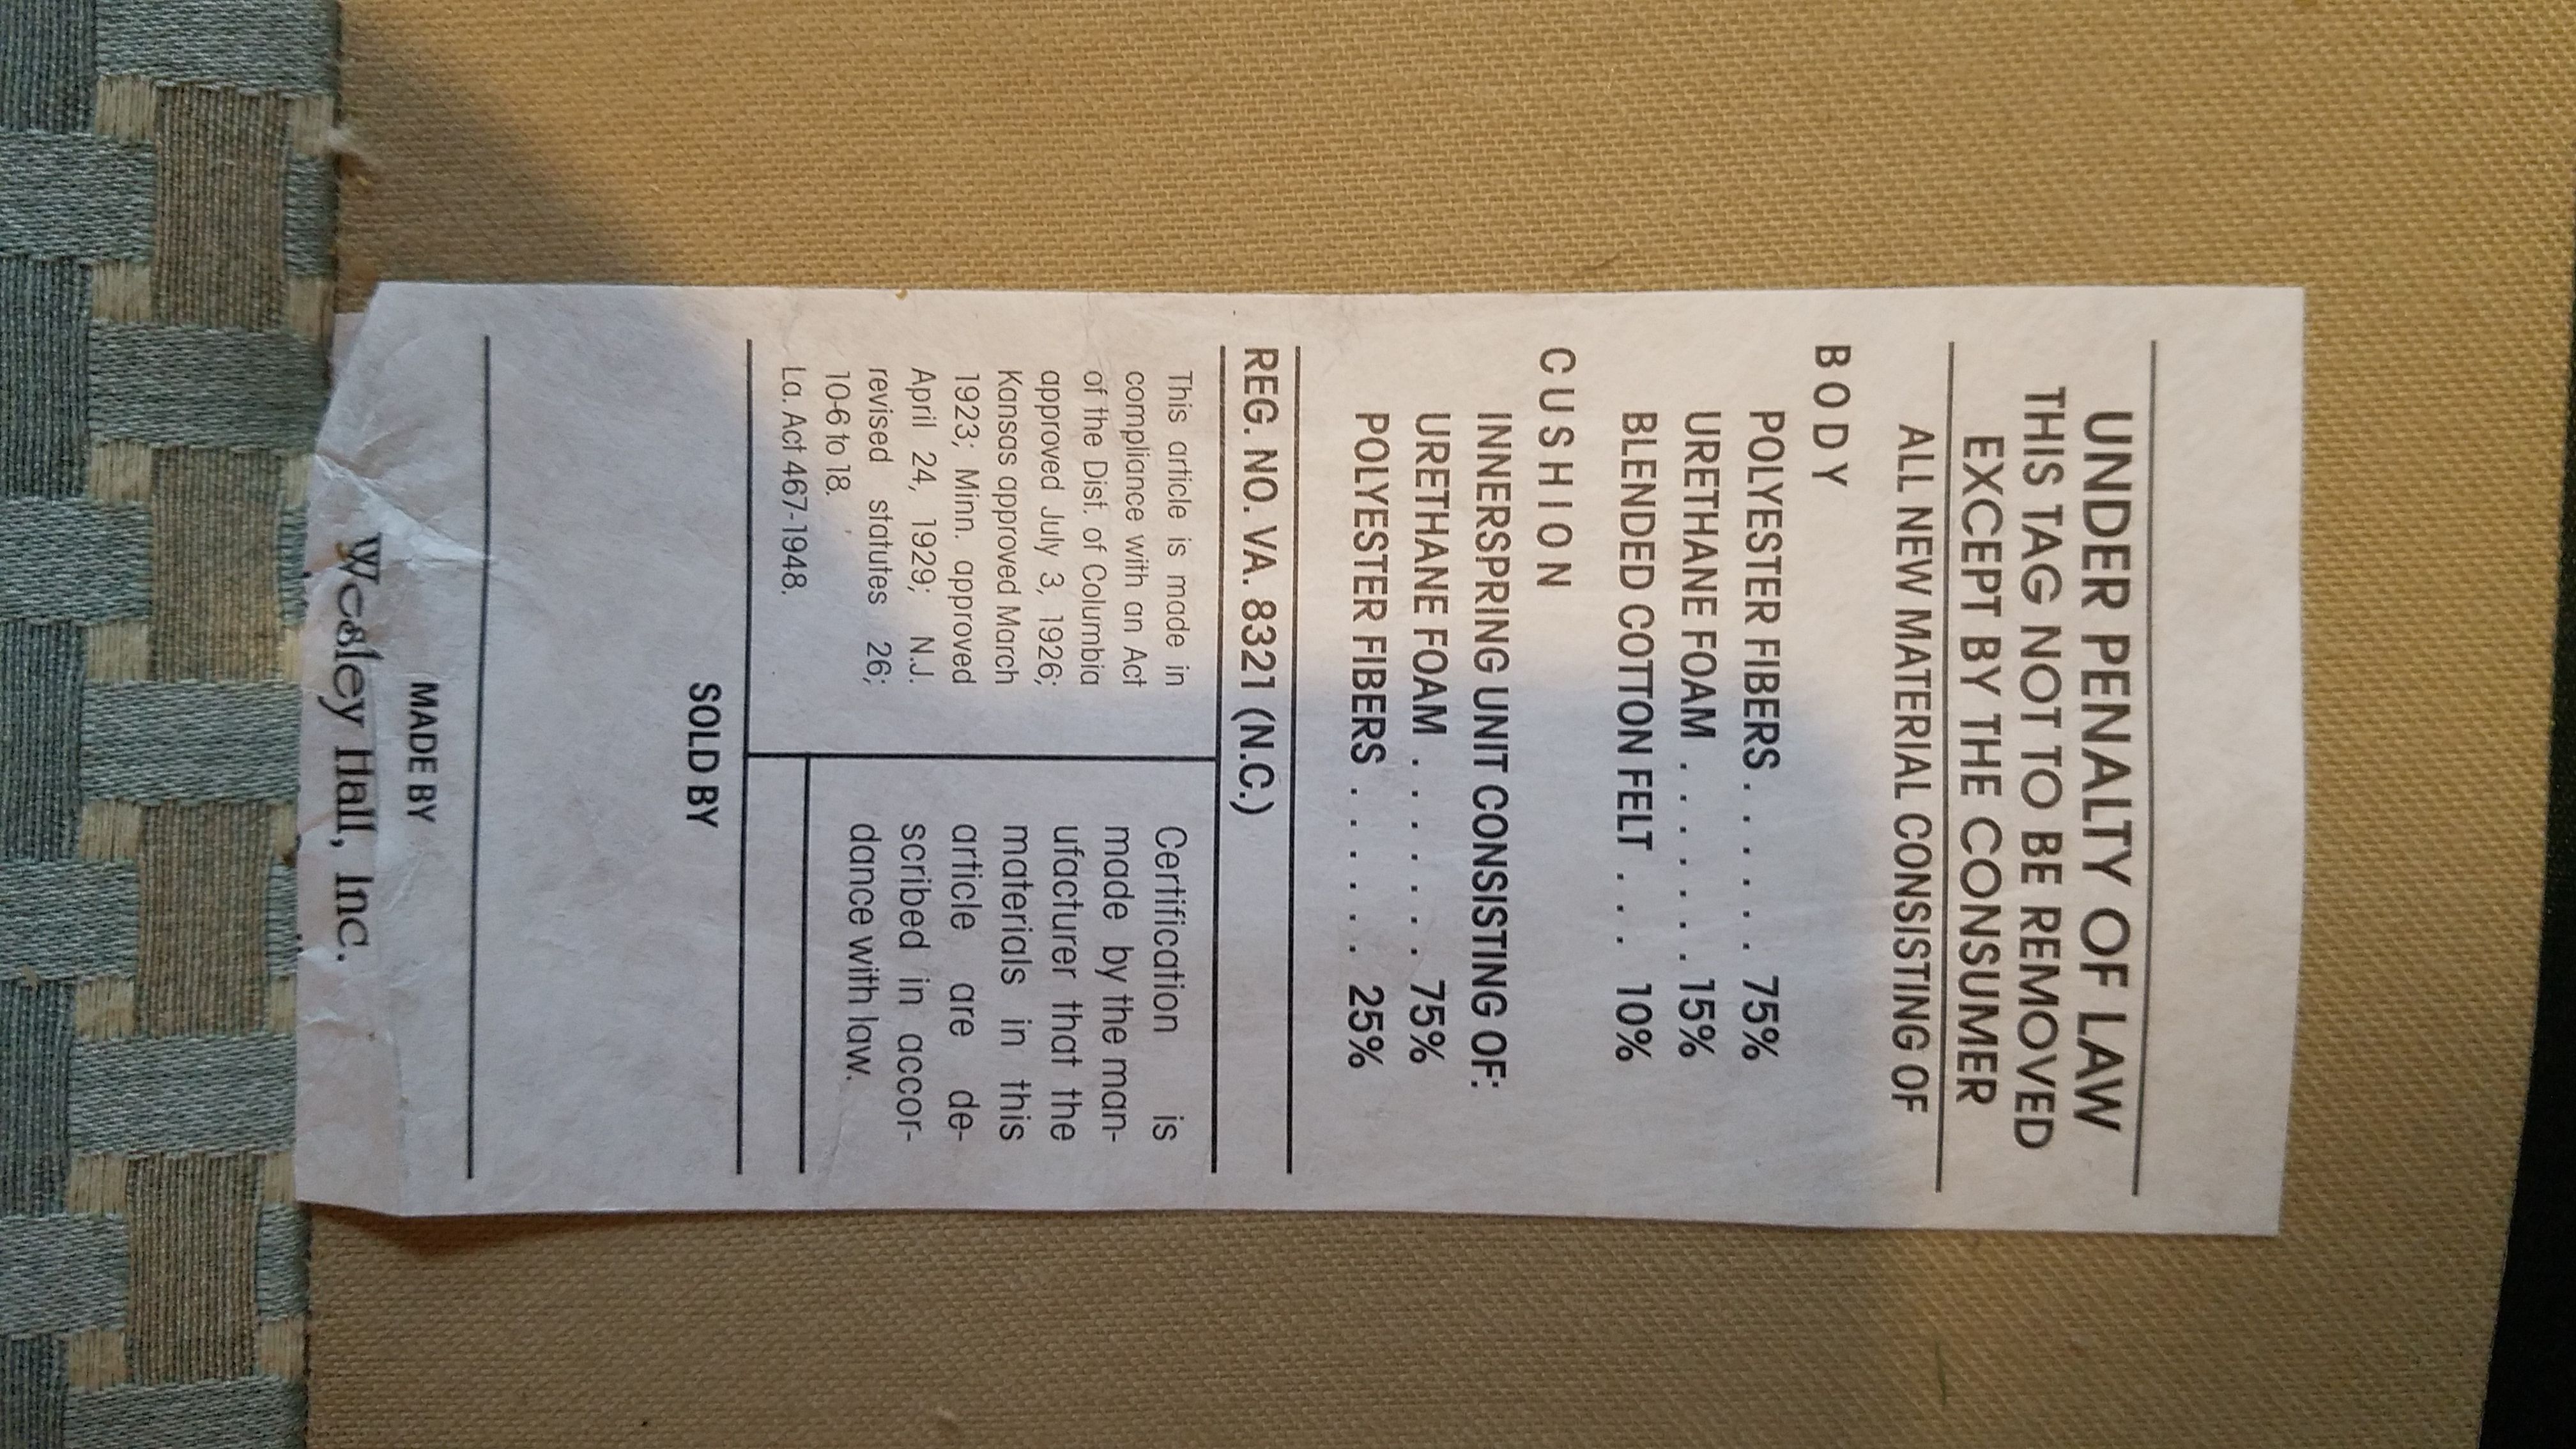 UNDER PENALTY OF LAW
THIS TAG NOT TO BE REMOVED
EXCEPT BY THE CONSUMER
ALL NEW MATERIAL CONSISTING OF
BODY
POLYESTER FIBERS . . . . . . 75%
URETHANE FOAM . . . . . . . 15%
BLENDED COTTON FELT . . . 10%
CUSHION
INNERSPRING UNIT CONSISTING OF:
URETHANE FOAM . . . . . . . 75%
POLYESTER FIBERS . . . . . . 25%
REG. NO. VA. 8321 (N.C.)
This article is made in
compliance with an Act
of the Dist. of Columbia
approved July 3, 1926;
Kansas approved March
1923; Minn. approved
April 24, 1929; N.J.
revised statutes 26;
10-6 to 18.
La. Act 467-1948.
Certification is
made by the man-
ufacturer that the
materials in this
article are de-
scribed in accor-
dance with law.
SOLD BY
MADE BY
Wesley Hall, Inc.